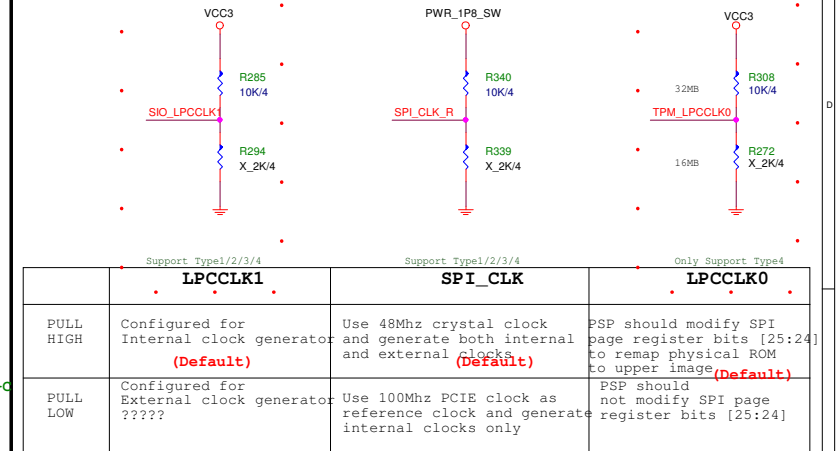 VCC3
PWR_1P8_SW
VCC3
R285
10K/4
R340
10K/4
32MB
R308
10K/4
D
SIO_LPCCLK1
SPI_CLK_R
TPM_LPCCLK0
R294
X_2K/4
R339
X_2K/4
16MB
R272
X_2K/4
Support Type1/2/3/4
Support Type1/2/3/4
Only Support Type4
LPCCLK1
SPI_CLK
LPCCLK0
PULL
HIGH
Configured for
Internal clock generator
(Default)
Use 48Mhz crystal clock
and generate both internal
and external clocks
(Default)
PSP should modify SPI
page register bits [25:24]
to remap physical ROM
to upper image
(Default)
PULL
LOW
Configured for
External clock generator
?????
Use 100Mhz PCIE clock as
reference clock and generate
internal clocks only
PSP should
not modify SPI page
register bits [25:24]